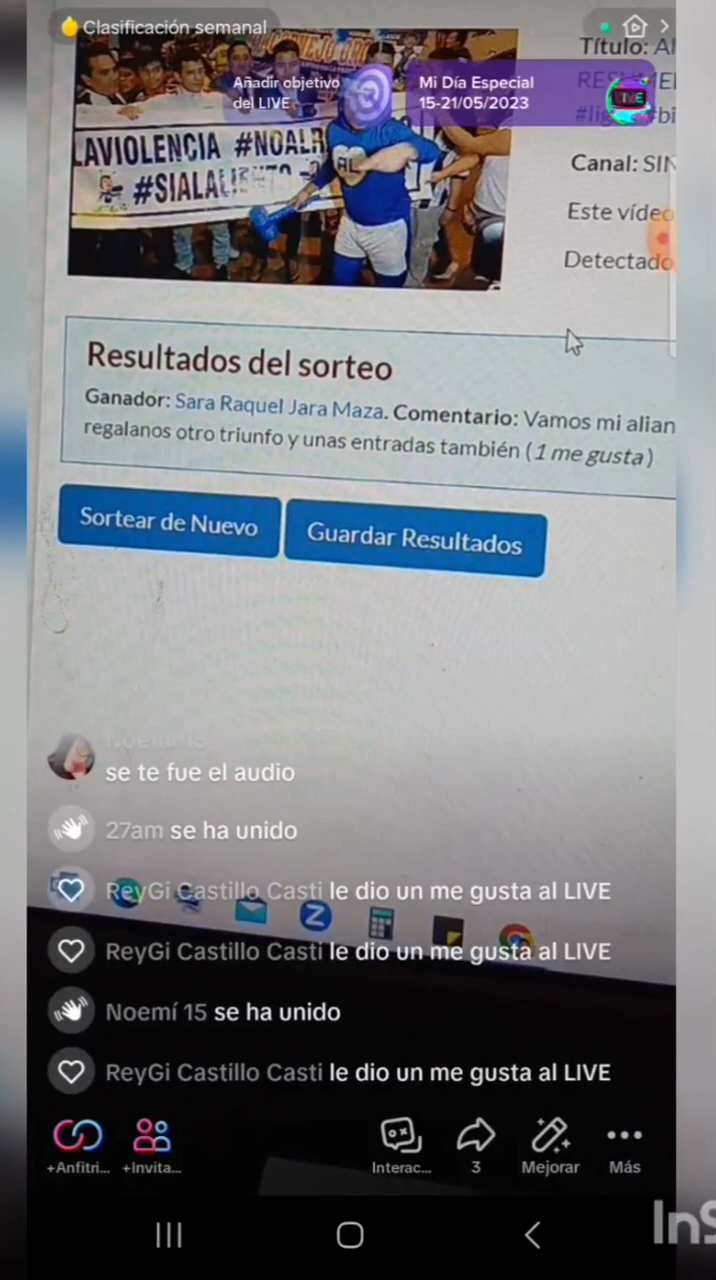 Clasificación semanal
Añadir objetivo
del LIVE
Mi Día Especial
15-21/05/2023
LIVE
Título: Al
LAVIOLENCIA #NOALR
#SIALALIENTO
AL
Canal: SIN
Este vídeo
Detectado
Resultados del sorteo
Ganador: Sara Raquel Jara Maza. Comentario: Vamos mi alian
regalanos otro triunfo y unas entradas también (1 me gusta)
Sortear de Nuevo
Guardar Resultados
se te fue el audio
27am se ha unido
ReyGi Castillo Casti le dio un me gusta al LIVE
ReyGi Castillo Casti le dio un me gusta al LIVE
Noemí 15 se ha unido
ReyGi Castillo Casti le dio un me gusta al LIVE
+Anfitri...
+Invita...
Interac...
3
Mejorar
Más
InS